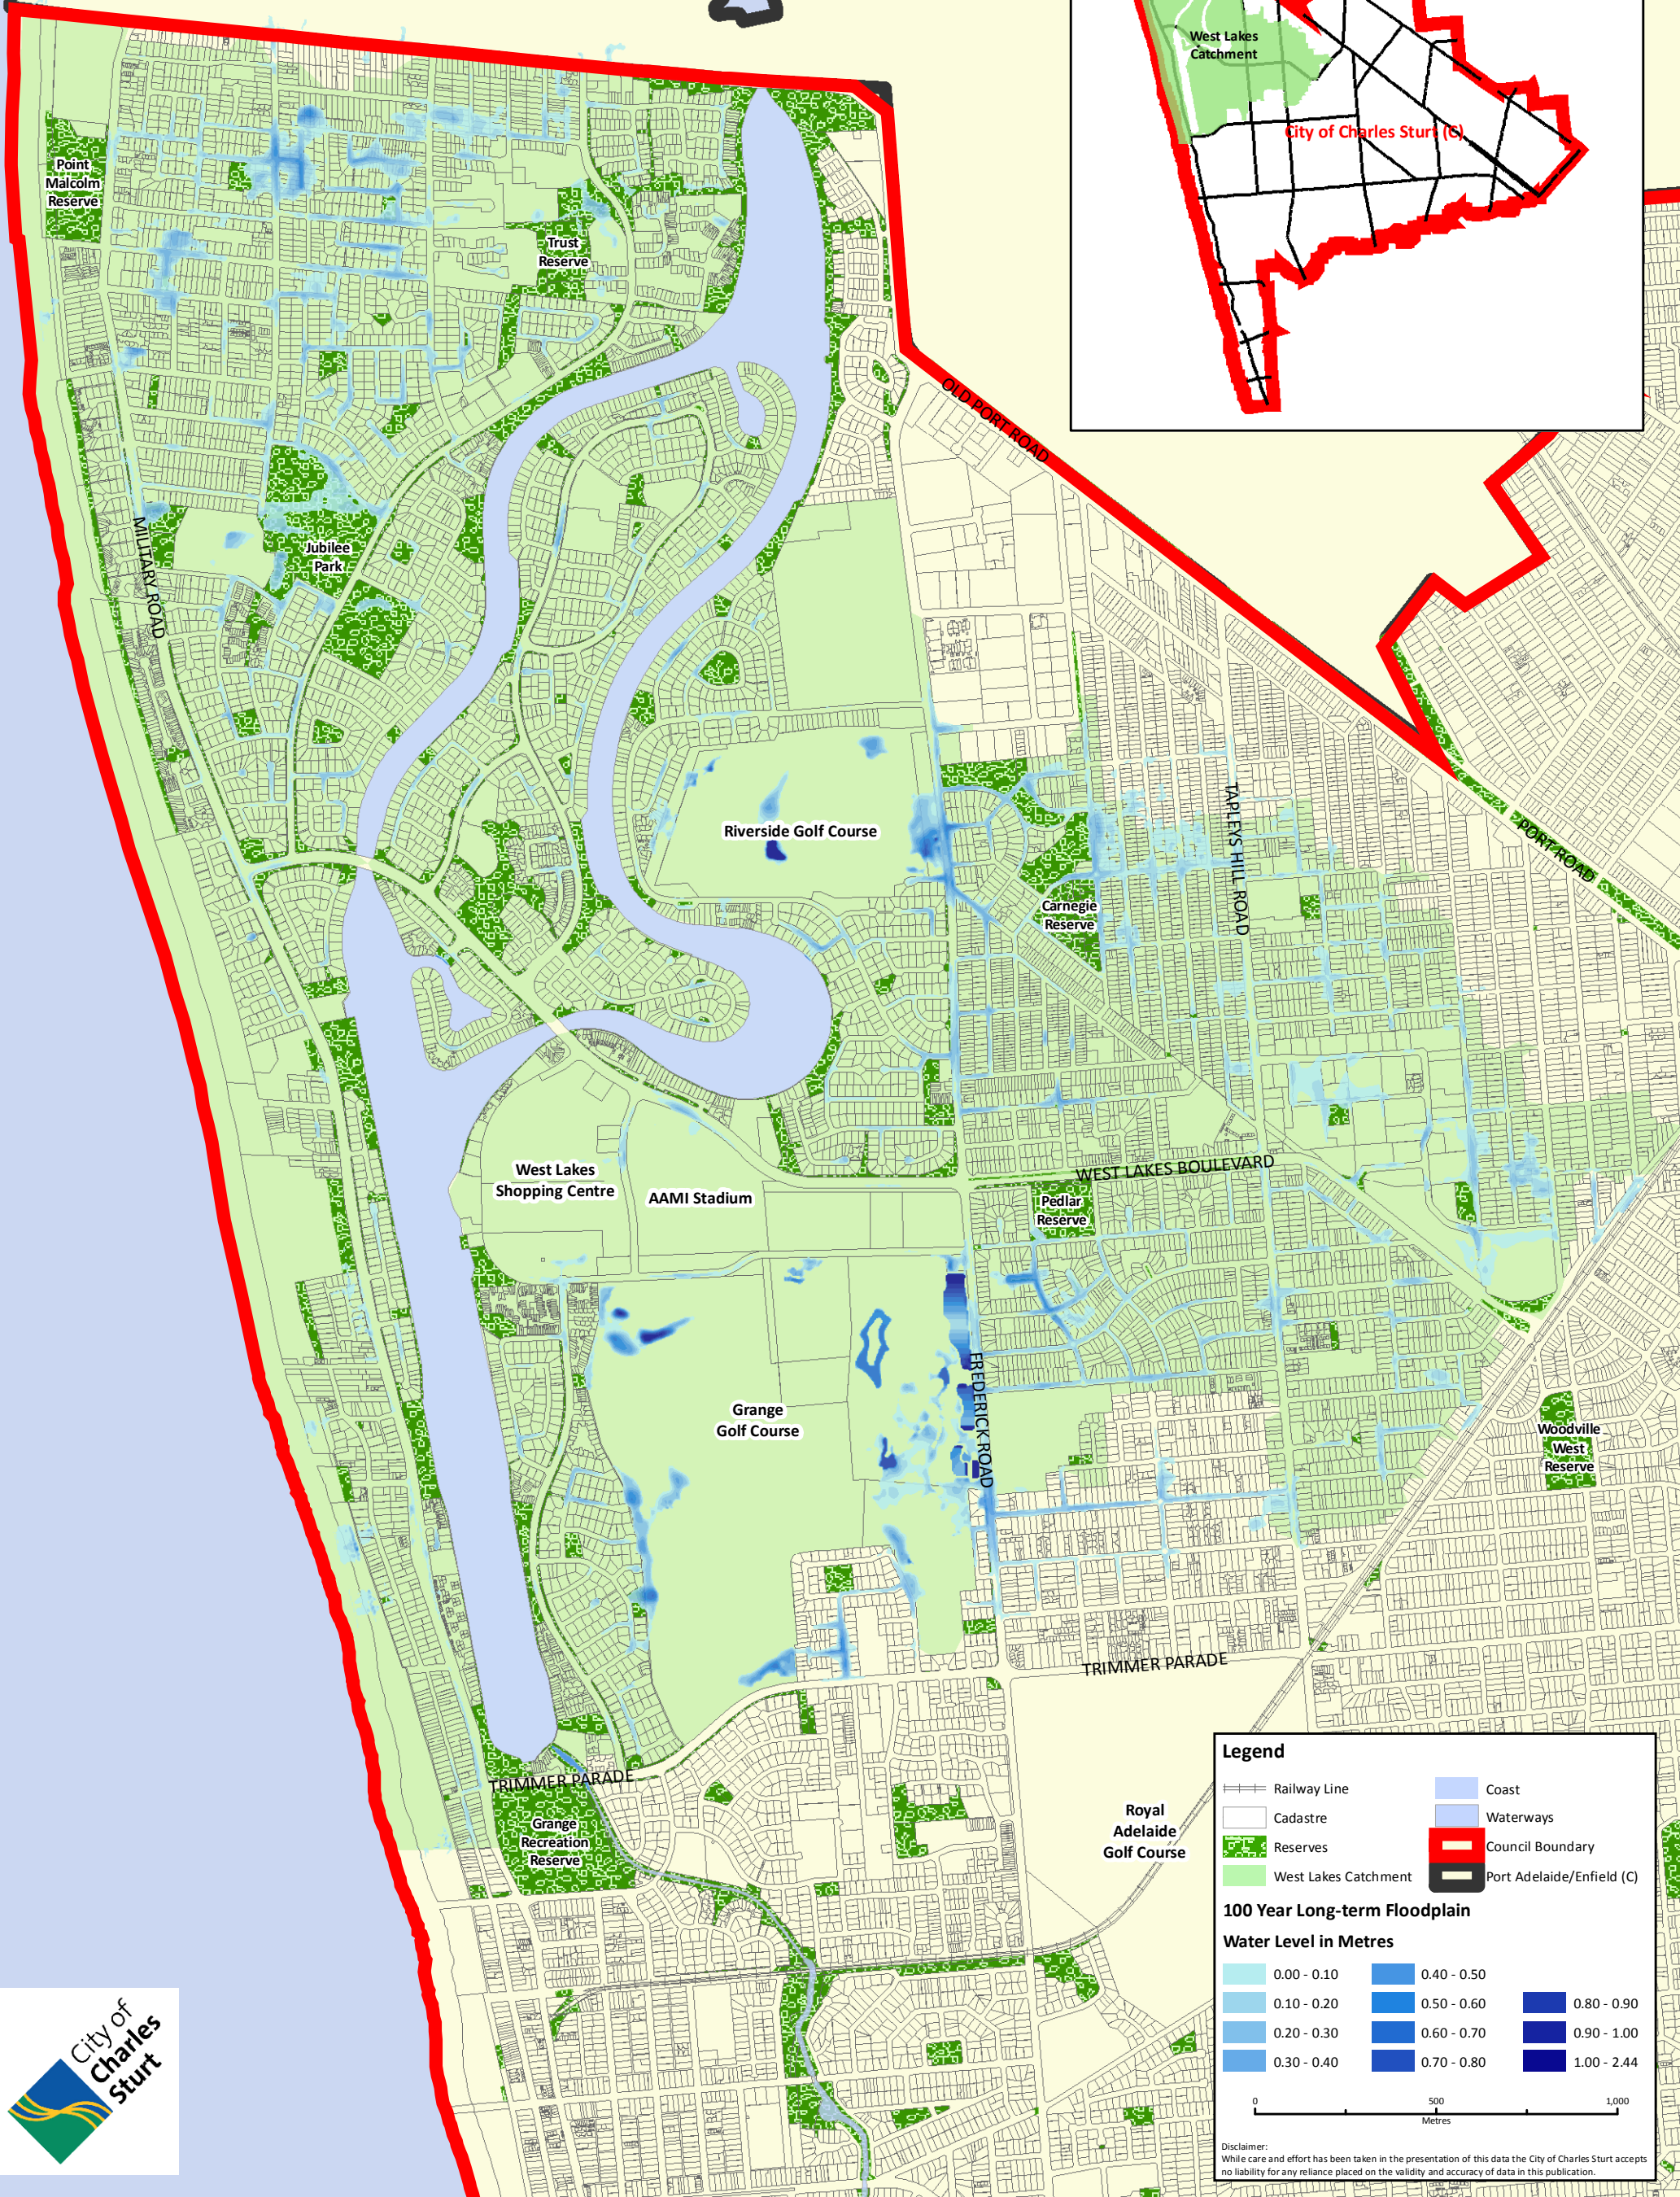 West Lakes
Catchment
City of Charles Sturt (C)
Point
Malcolm
Reserve
Trust
Reserve
OLD PORT ROAD
MILITARY ROAD
Jubilee
Park
Riverside Golf Course
TAPLEYS HILL ROAD
PORT ROAD
Carnegie
Reserve
West Lakes
Shopping Centre
AAMI Stadium
WEST LAKES BOULEVARD
Pedlar
Reserve
FREDERICK ROAD
Grange
Golf Course
Woodville
West
Reserve
TRIMMER PARADE
TRIMMER PARADE
Grange
Recreation
Reserve
Royal
Adelaide
Golf Course
Legend
Railway Line
Cadastre
Reserves
West Lakes Catchment
Coast
Waterways
Council Boundary
Port Adelaide/Enfield (C)
100 Year Long-term Floodplain
Water Level in Metres
0.00 - 0.10
0.10 - 0.20
0.20 - 0.30
0.30 - 0.40
0.40 - 0.50
0.50 - 0.60
0.60 - 0.70
0.70 - 0.80
0.80 - 0.90
0.90 - 1.00
1.00 - 2.44
0 500 1,000
Metres
Disclaimer:
While care and effort has been taken in the presentation of this data the City of Charles Sturt accepts
no liability for any reliance placed on the validity and accuracy of data in this publication.
City of
Charles
Sturt